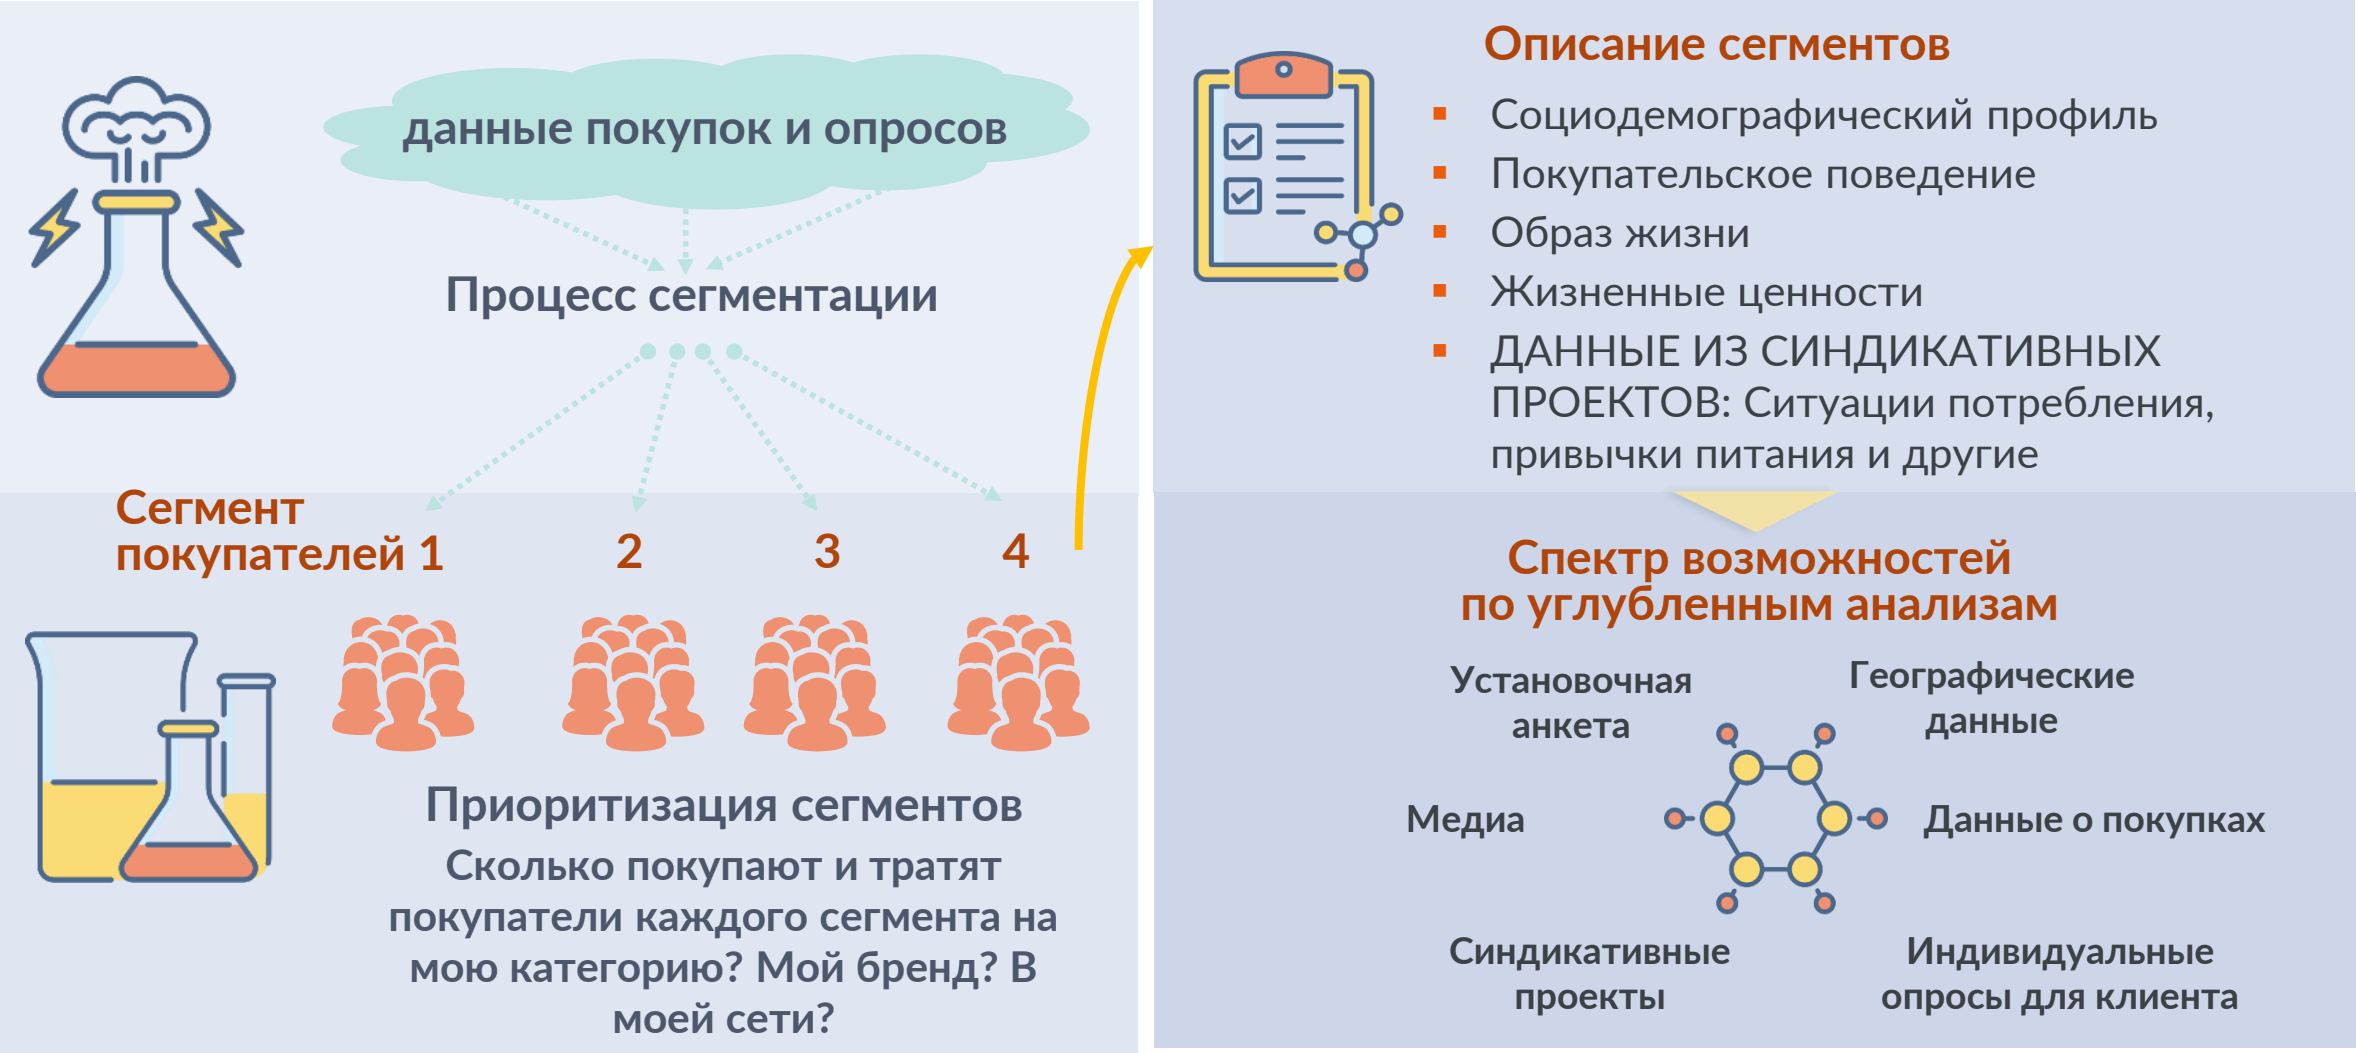 данные покупок и опросов
Процесс сегментации
Сегмент
покупателей 1
2
3
4
Приоритизация сегментов
Сколько покупают и тратят
покупатели каждого сегмента на
мою категорию? Мой бренд? В
моей сети?
Описание сегментов
Социодемографический профиль
Покупательское поведение
Образ жизни
Жизненные ценности
ДАННЫЕ ИЗ СИНДИКАТИВНЫХ
ПРОЕКТОВ: Ситуации потребления,
привычки питания и другие
Спектр возможностей
по углубленным анализам
Установочная
анкета
Географические
данные
Медиа
Данные о покупках
Синдикативные
проекты
Индивидуальные
опросы для клиента